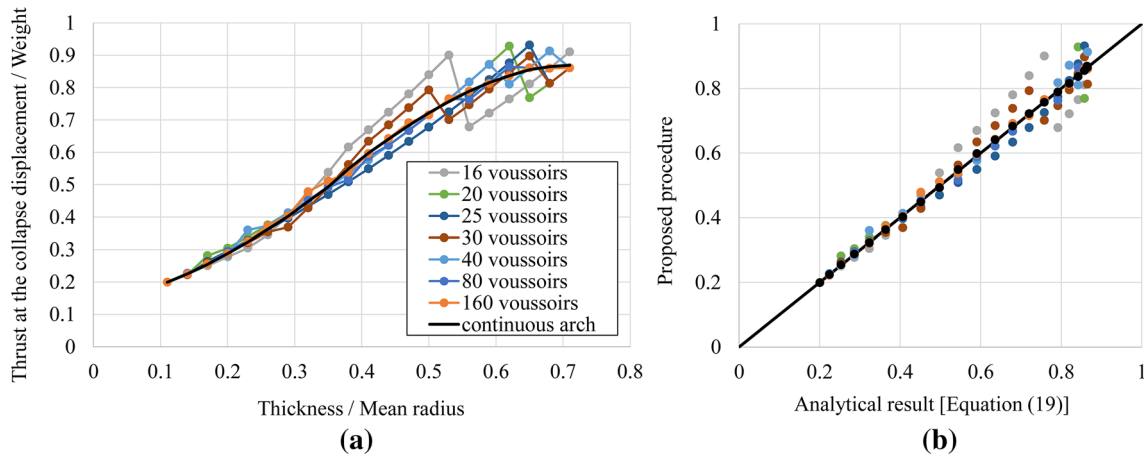 Thrust at the collapse displacement / Weight
1
0.9
0.8
0.7
0.6
0.5
0.4
0.3
0.2
0.1
0
0 0.1 0.2 0.3 0.4 0.5 0.6 0.7 0.8
Thickness / Mean radius
16 voussoirs
20 voussoirs
25 voussoirs
30 voussoirs
40 voussoirs
80 voussoirs
160 voussoirs
continuous arch
(a)
Proposed procedure
1
0.8
0.6
0.4
0.2
0
0 0.2 0.4 0.6 0.8 1
Analytical result [Equation (19)]
(b)